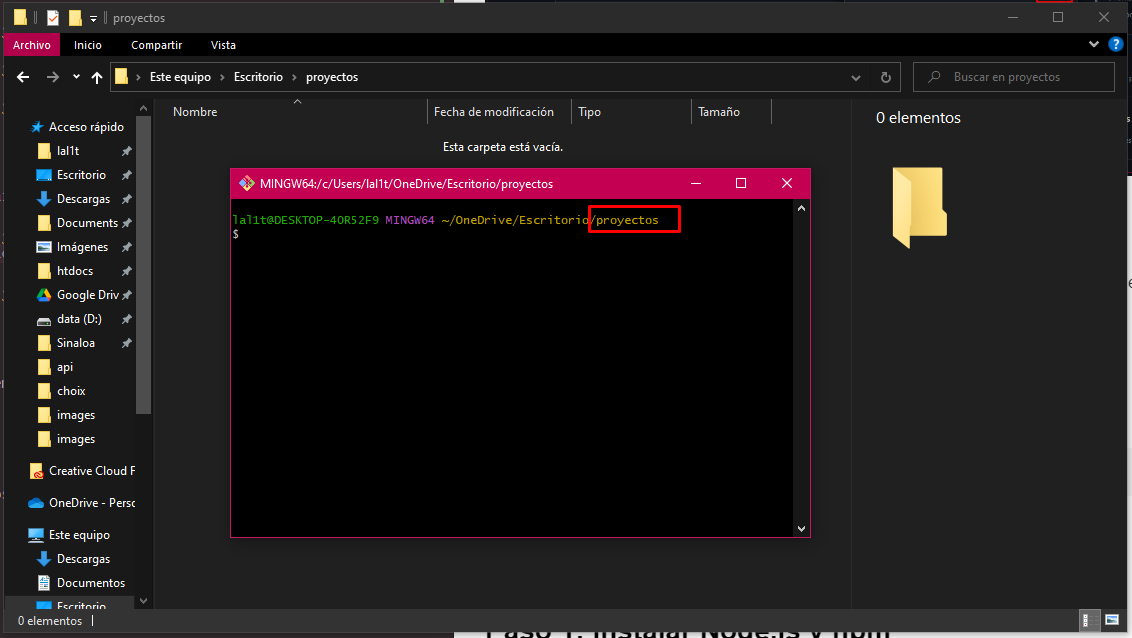 proyectos
Archivo Inicio Compartir Vista
Este equipo Escritorio proyectos
Buscar en proyectos
Nombre Fecha de modificación Tipo Tamaño
0 elementos
Esta carpeta está vacía.
Acceso rápido
lal1t
Escritorio
Descargas
Documents
Imágenes
htdocs
Google Driv
data (D:)
Sinaloa
api
choix
images
images
Creative Cloud F
OneDrive - Perso
Este equipo
Descargas
Documentos
Escritorio
MINGW64:/c/Users/lal1t/OneDrive/Escritorio/proyectos
lal1t@DESKTOP-4OR52F9 MINGW64 ~/OneDrive/Escritorio/proyectos
$
0 elementos
Paso 1: Instalar Node.js y npm